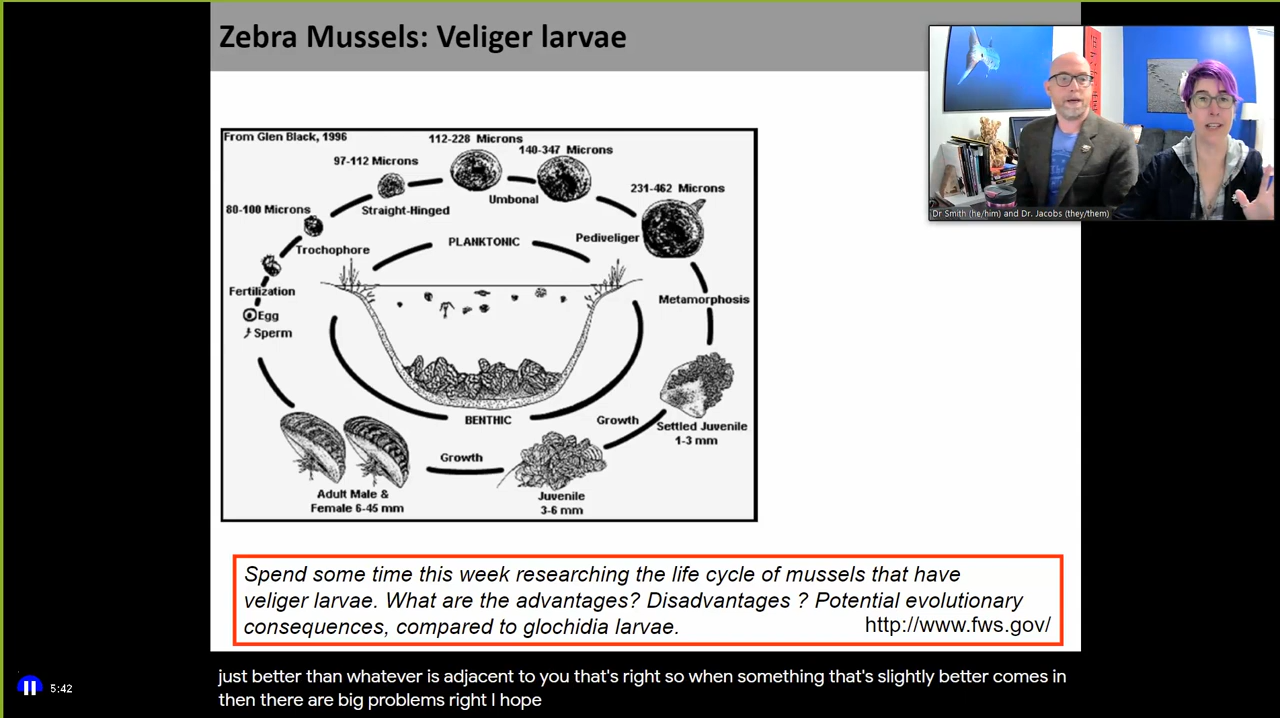 Zebra Mussels: Veliger larvae
Dr Smith (he/him) and Dr. Jacobs (they/them)
From Glen Black, 1996
112-228 Microns
140-347 Microns
97-112 Microns
231-462 Microns
Umbonal
80-100 Microns
Straight-Hinged
Pediveliger
PLANKTONIC
Trochophore
Fertilization
Metamorphosis
Egg
Sperm
BENTHIC
Growth
Settled Juvenile
1-3 mm
Growth
Adult Male &
Female 6-45 mm
Juvenile
3-6 mm
Spend some time this week researching the life cycle of mussels that have
veliger larvae. What are the advantages? Disadvantages ? Potential evolutionary
consequences, compared to glochidia larvae.
http://www.fws.gov/
5:42
just better than whatever is adjacent to you that's right so when something that's slightly better comes in
then there are big problems right I hope